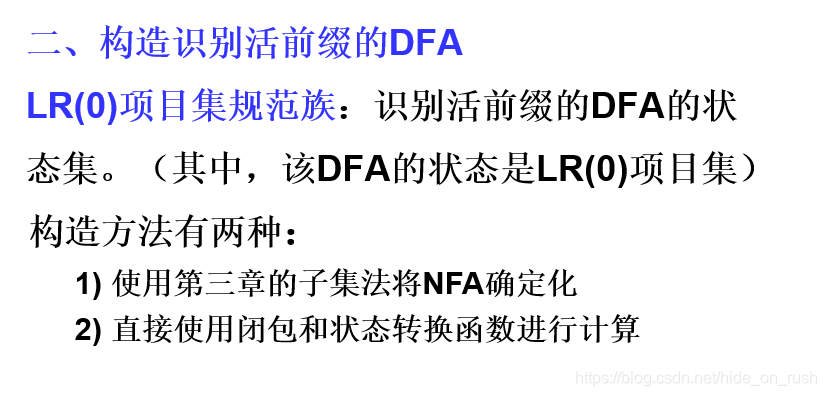 二、构造识别活前缀的DFA
LR(0)项目集规范族：识别活前缀的DFA的状
态集。（其中，该DFA的状态是LR(0)项目集）
构造方法有两种：
1) 使用第三章的子集法将NFA确定化
2) 直接使用闭包和状态转换函数进行计算
https://blog.csdn.net/hide_on_rush